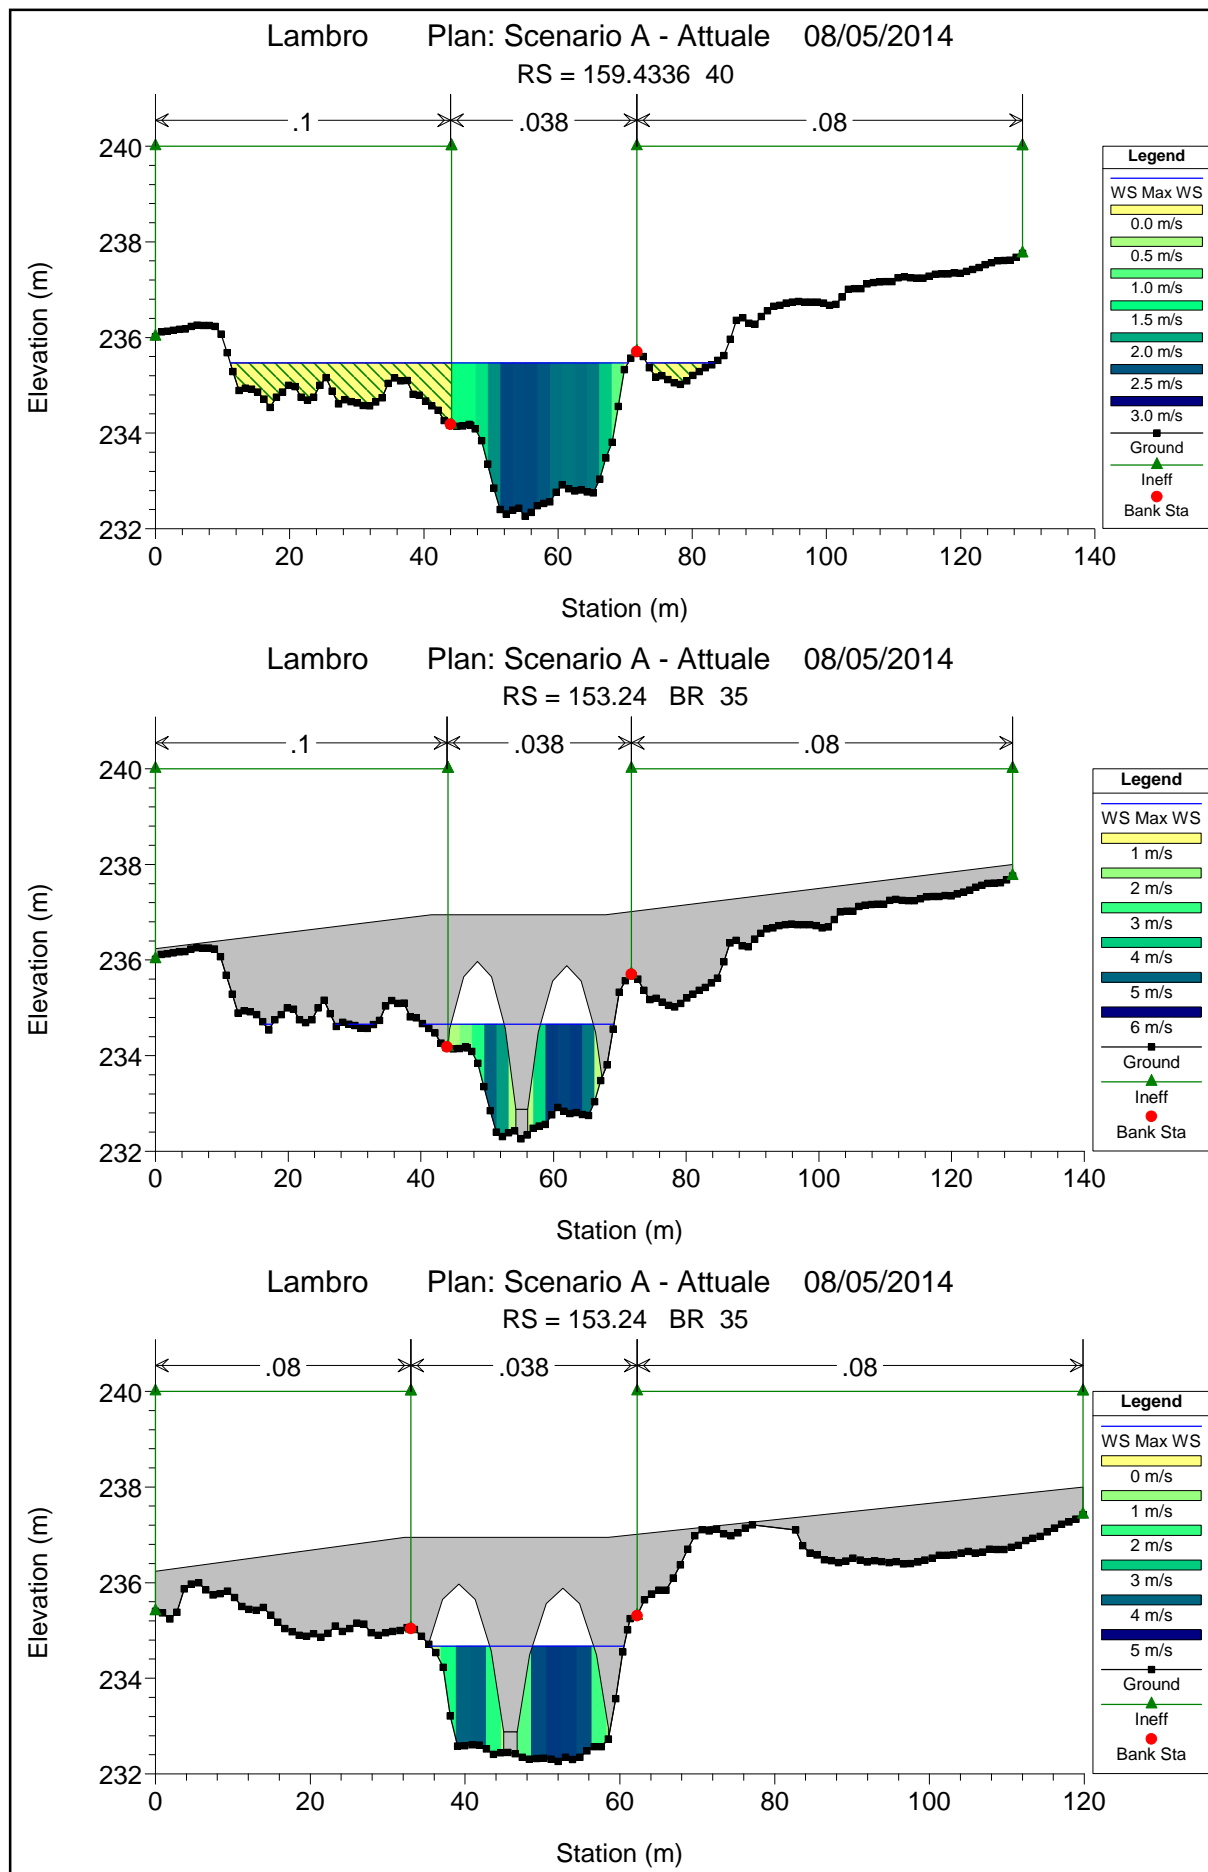 Lambro Plan: Scenario A - Attuale 08/05/2014
RS = 159.4336 40
.1 .038 .08
240
238
236
234
232
Elevation (m)
0 20 40 60 80 100 120 140
Station (m)
Legend
WS Max WS
0.0 m/s
0.5 m/s
1.0 m/s
1.5 m/s
2.0 m/s
2.5 m/s
3.0 m/s
Ground
Ineff
Bank Sta
Lambro Plan: Scenario A - Attuale 08/05/2014
RS = 153.24 BR 35
.1 .038 .08
240
238
236
234
232
Elevation (m)
0 20 40 60 80 100 120 140
Station (m)
Legend
WS Max WS
1 m/s
2 m/s
3 m/s
4 m/s
5 m/s
6 m/s
Ground
Ineff
Bank Sta
Lambro Plan: Scenario A - Attuale 08/05/2014
RS = 153.24 BR 35
.08 .038 .08
240
238
236
234
232
Elevation (m)
0 20 40 60 80 100 120
Station (m)
Legend
WS Max WS
0 m/s
1 m/s
2 m/s
3 m/s
4 m/s
5 m/s
Ground
Ineff
Bank Sta